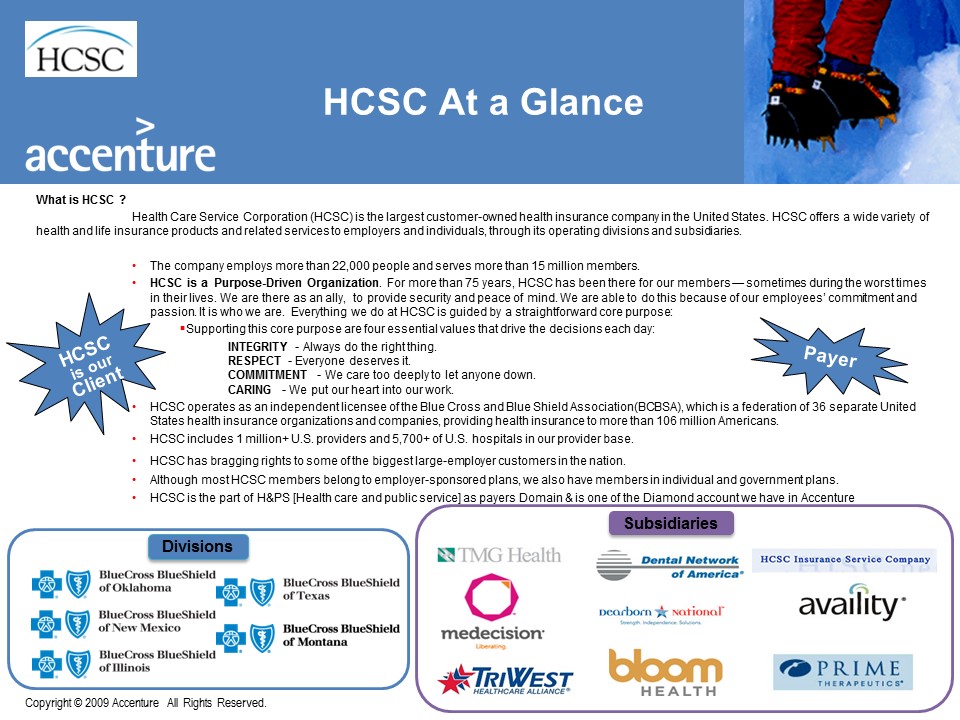 HCSC
HCSC At a Glance
>
accenture
What is HCSC ?
Health Care Service Corporation (HCSC) is the largest customer-owned health insurance company in the United States. HCSC offers a wide variety of
health and life insurance products and related services to employers and individuals, through its operating divisions and subsidiaries.
• The company employs more than 22,000 people and serves more than 15 million members.
• HCSC is a Purpose-Driven Organization. For more than 75 years, HCSC has been there for our members — sometimes during the worst times
in their lives. We are there as an ally, to provide security and peace of mind. We are able to do this because of our employees' commitment and
passion. It is who we are. Everything we do at HCSC is guided by a straightforward core purpose:
▪Supporting this core purpose are four essential values that drive the decisions each day:
INTEGRITY - Always do the right thing.
RESPECT - Everyone deserves it.
COMMITMENT - We care too deeply to let anyone down.
CARING - We put our heart into our work.
HCSC
is our
Client
Payer
• HCSC operates as an independent licensee of the Blue Cross and Blue Shield Association(BCBSA), which is a federation of 36 separate United
States health insurance organizations and companies, providing health insurance to more than 106 million Americans.
• HCSC includes 1 million+ U.S. providers and 5,700+ of U.S. hospitals in our provider base.
• HCSC has bragging rights to some of the biggest large-employer customers in the nation.
• Although most HCSC members belong to employer-sponsored plans, we also have members in individual and government plans.
• HCSC is the part of H&PS [Health care and public service] as payers Domain & is one of the Diamond account we have in Accenture
Divisions
BlueCross BlueShield
of Oklahoma
BlueCross BlueShield
of New Mexico
BlueCross BlueShield
of Illinois
BlueCross BlueShield
of Texas
BlueCross BlueShield
of Montana
Subsidiaries
TMG Health
Dental Network
of America®
HCSC Insurance Service Company
medecision®
Liberating.
Dearborn National®
Strength. Independence. Solutions.
availity®
TRIWEST
HEALTHCARE ALLIANCE®
bloom
HEALTH
PRIME
THERAPEUTICS®
Copyright © 2009 Accenture All Rights Reserved.